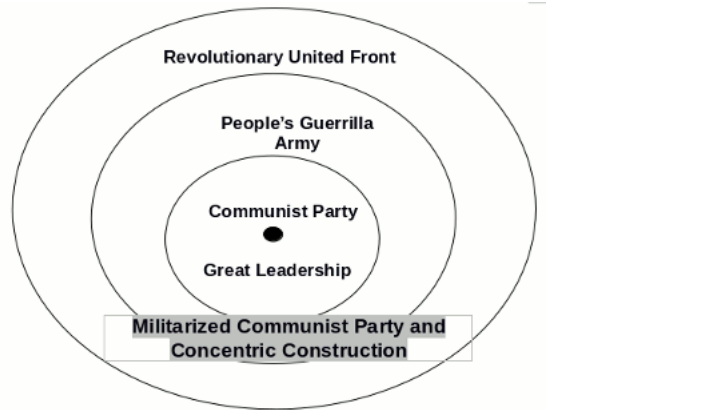 Revolutionary United Front
People's Guerrilla
Army
Communist Party
Great Leadership
Militarized Communist Party and
Concentric Construction